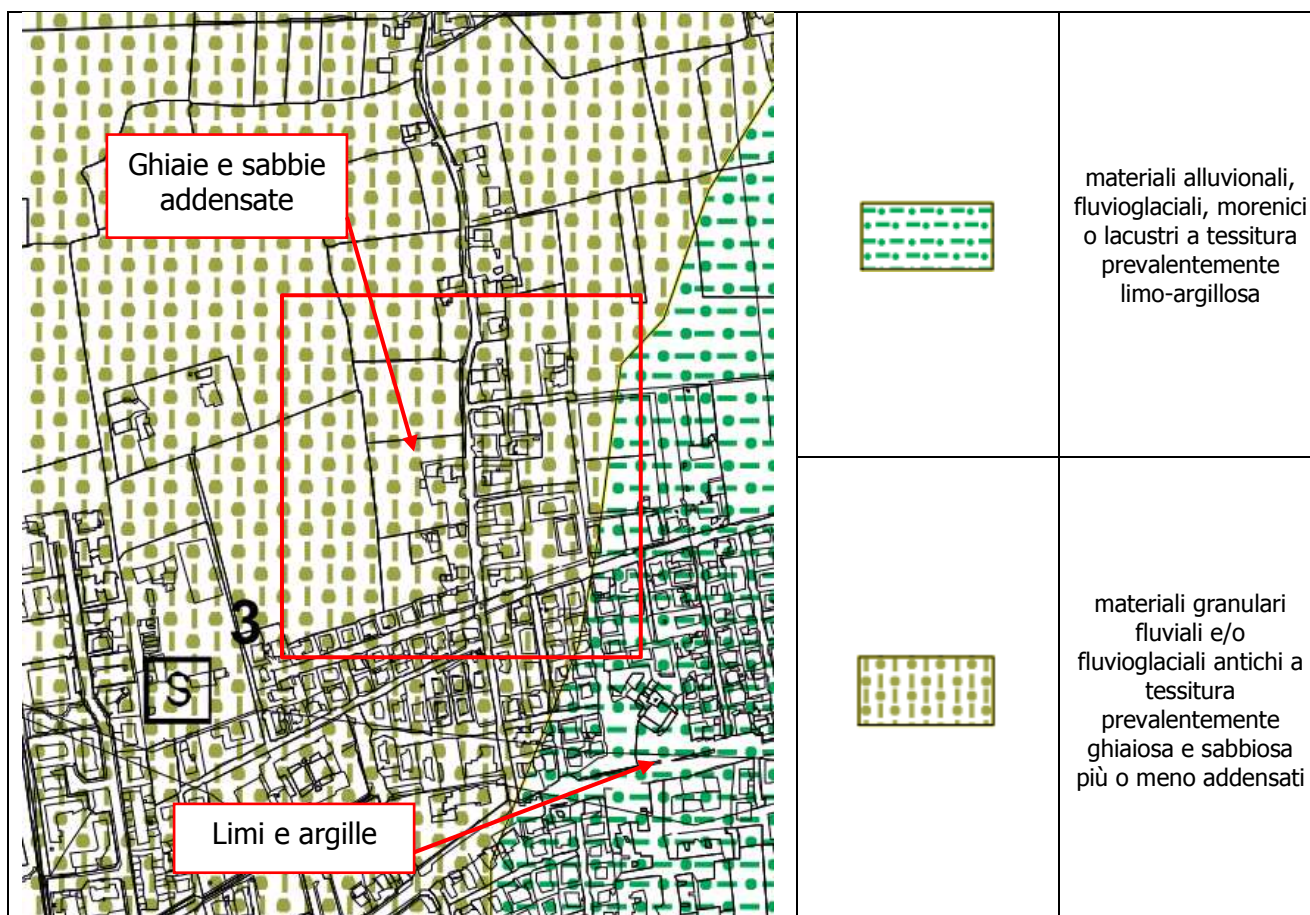 Ghiaie e sabbie
addensate
3
S
Limi e argille
materiali alluvionali,
fluvioglaciali, morenici
o lacustri a tessitura
prevalentemente
limo-argillosa
materiali granulari
fluviali e/o
fluvioglaciali antichi a
tessitura
prevalentemente
ghiaiosa e sabbiosa
più o meno addensati